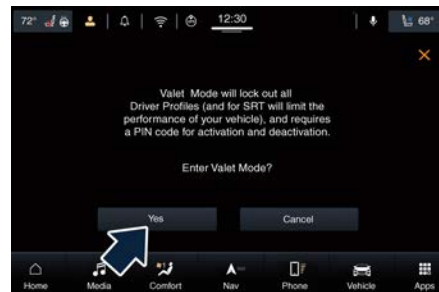 72°
12:30
68°
Valet Mode will lock out all
Driver Profiles (and for SRT will limit the
performance of your vehicle), and requires
a PIN code for activation and deactivation.
Enter Valet Mode?
Yes
Cancel
Home
Media
Comfort
Nav
Phone
Vehicle
Apps